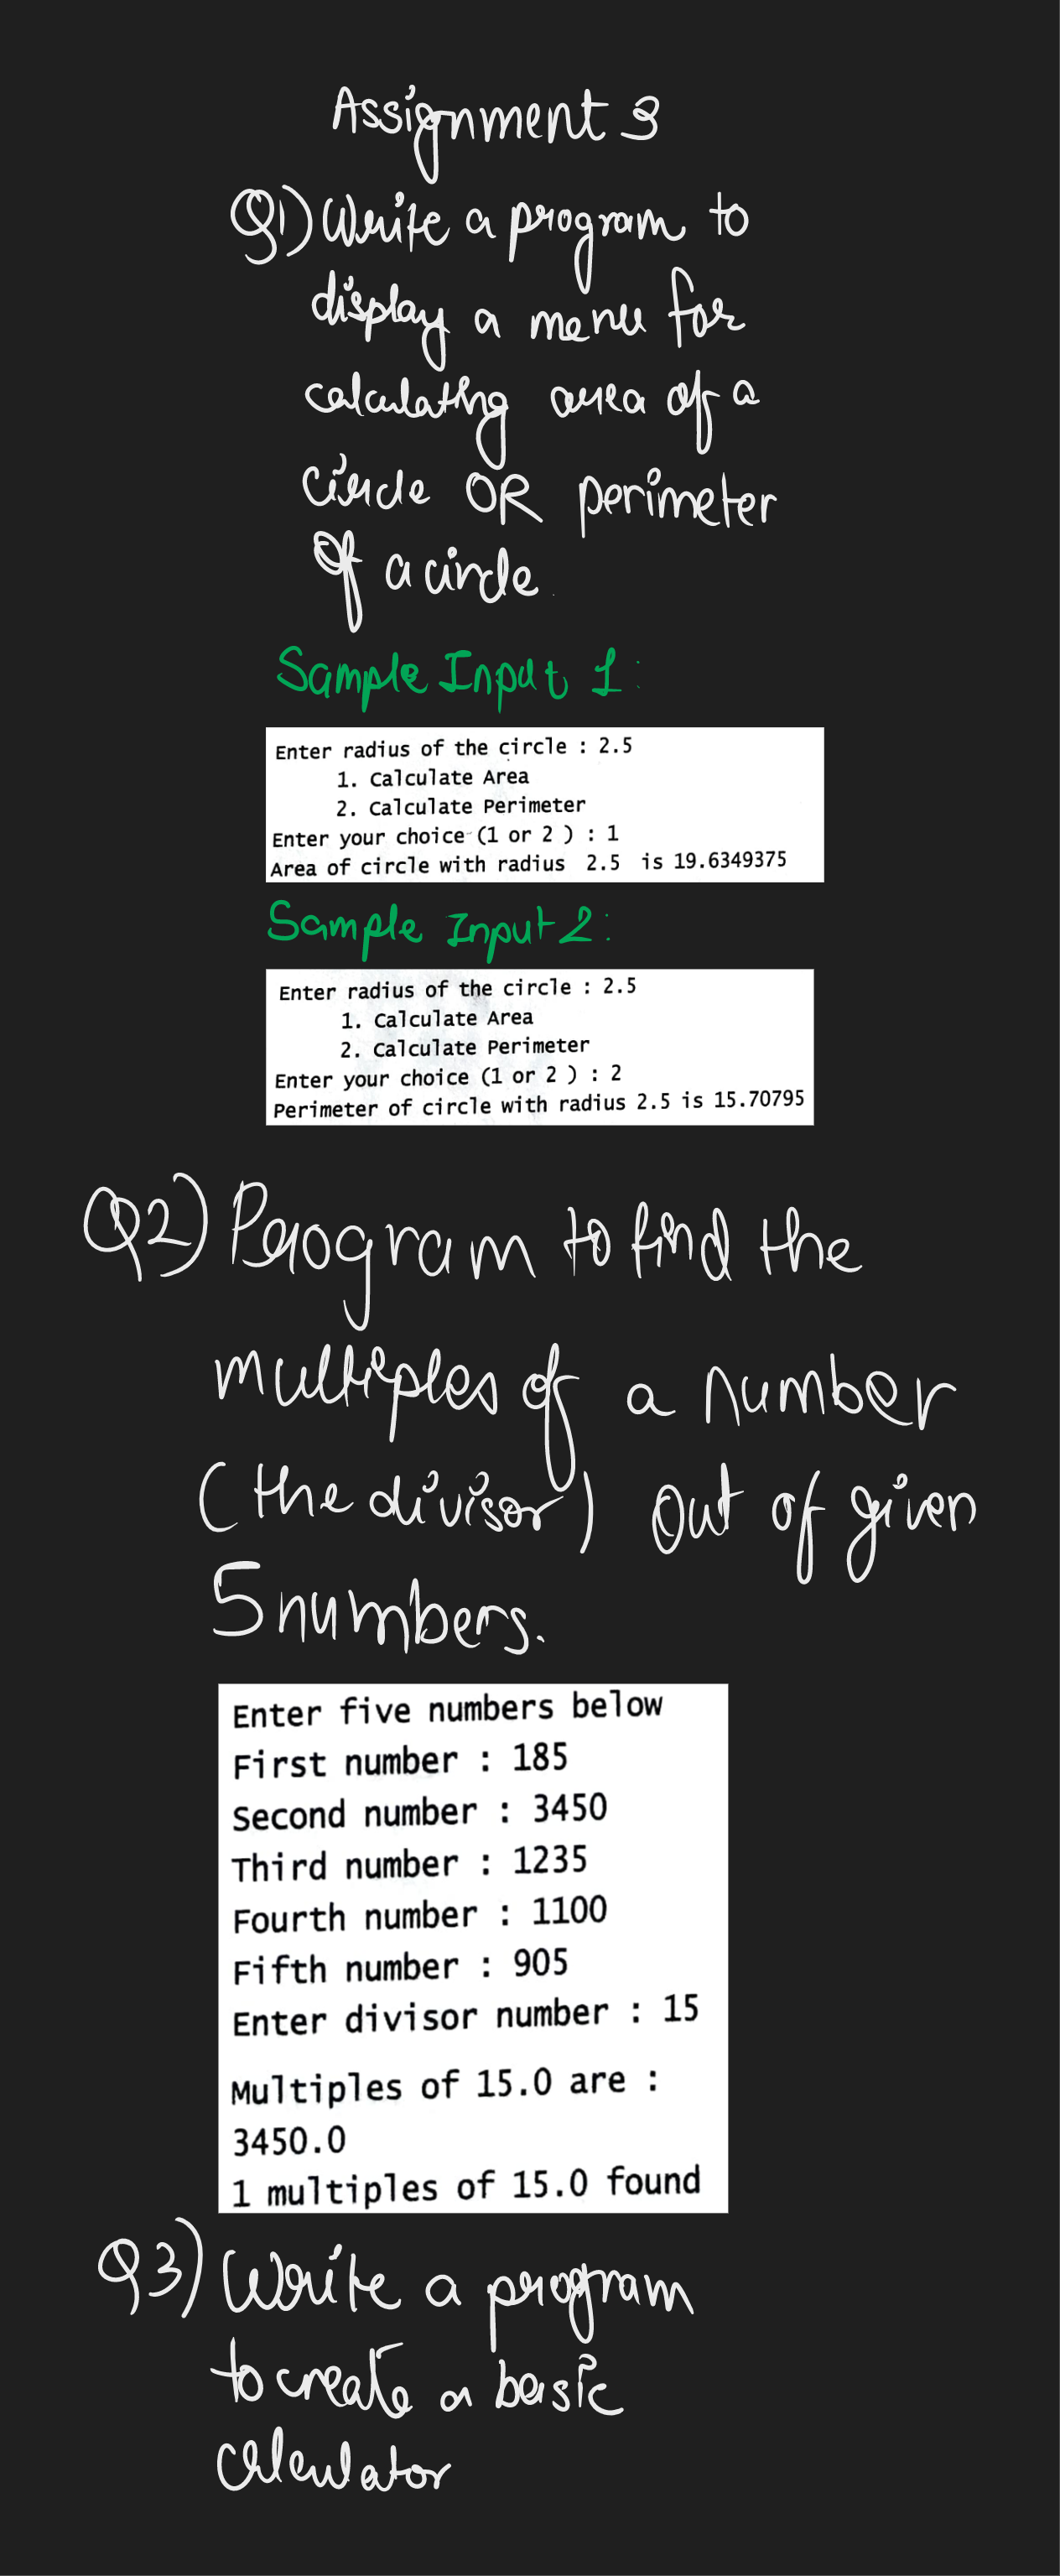 Assignment 3
Q1) Write a program to
display a menu for
calculating area of a
circle OR perimeter
of a circle.
Sample Input 1:
Enter radius of the circle : 2.5
1. Calculate Area
2. Calculate Perimeter
Enter your choice (1 or 2 ) : 1
Area of circle with radius 2.5 is 19.6349375
Sample Input 2:
Enter radius of the circle : 2.5
1. Calculate Area
2. Calculate Perimeter
Enter your choice (1 or 2 ) : 2
Perimeter of circle with radius 2.5 is 15.70795
Q2) Program to find the
multiples of a number
(the divisor) out of given
5 numbers.
Enter five numbers below
First number : 185
Second number : 3450
Third number : 1235
Fourth number : 1100
Fifth number : 905
Enter divisor number : 15
Multiples of 15.0 are :
3450.0
1 multiples of 15.0 found
Q3) Write a program
to create a basic
calculator